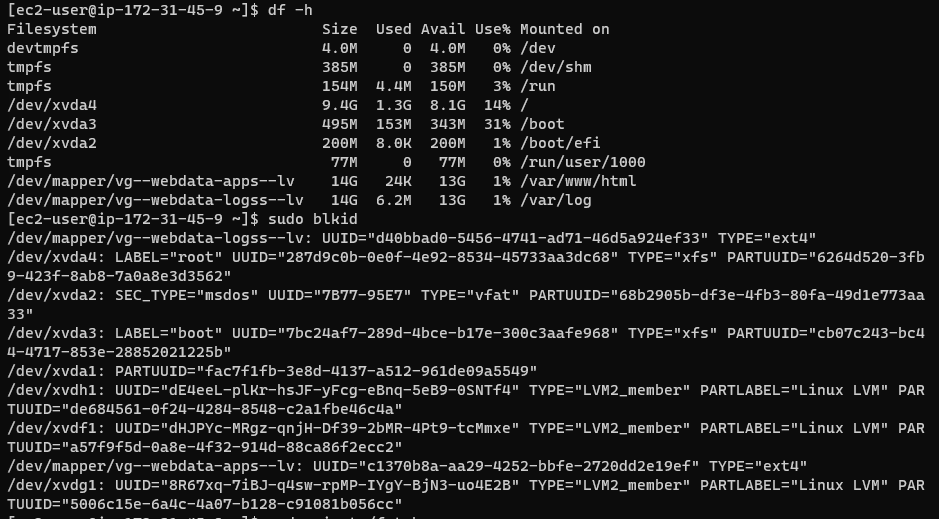 [ec2-user@ip-172-31-45-9 ~]$ df -h
Filesystem                         Size  Used Avail Use% Mounted on
devtmpfs                           4.0M     0  4.0M   0% /dev
tmpfs                              385M     0  385M   0% /dev/shm
tmpfs                              154M  4.4M  150M   3% /run
/dev/xvda4                         9.4G  1.3G  8.1G  14% /
/dev/xvda3                         495M  153M  343M  31% /boot
/dev/xvda2                         200M  8.0K  200M   1% /boot/efi
tmpfs                               77M     0   77M   0% /run/user/1000
/dev/mapper/vg--webdata-apps--lv    14G   24K   13G   1% /var/www/html
/dev/mapper/vg--webdata-logss--lv   14G  6.2M   13G   1% /var/log
[ec2-user@ip-172-31-45-9 ~]$ sudo blkid
/dev/mapper/vg--webdata-logss--lv: UUID="d40bbad0-5456-4741-ad71-46d5a924ef33" TYPE="ext4"
/dev/xvda4: LABEL="root" UUID="287d9c0b-0e0f-4e92-8534-45733aa3dc68" TYPE="xfs" PARTUUID="6264d520-3fb
9-423f-8ab8-7a0a8e3d3562"
/dev/xvda2: SEC_TYPE="msdos" UUID="7B77-95E7" TYPE="vfat" PARTUUID="68b2905b-df3e-4fb3-80fa-49d1e773aa
33"
/dev/xvda3: LABEL="boot" UUID="7bc24af7-289d-4bce-b17e-300c3aafe968" TYPE="xfs" PARTUUID="cb07c243-bc4
4-4717-853e-28852021225b"
/dev/xvda1: PARTUUID="fac7f1fb-3e8d-4137-a512-961de09a5549"
/dev/xvdh1: UUID="dE4eeL-plKr-hsJF-yFcg-eBnq-5eB9-0SNTf4" TYPE="LVM2_member" PARTLABEL="Linux LVM" PAR
TUUID="de684561-0f24-4284-8548-c2a1fbe46c4a"
/dev/xvdf1: UUID="dHJPYc-MRgz-qnjH-Df39-2bMR-4Pt9-tcMmxe" TYPE="LVM2_member" PARTLABEL="Linux LVM" PAR
TUUID="a57f9f5d-0a8e-4f32-914d-88ca86f2ecc2"
/dev/mapper/vg--webdata-apps--lv: UUID="c1370b8a-aa29-4252-bbfe-2720dd2e19ef" TYPE="ext4"
/dev/xvdg1: UUID="8R67xq-7iBJ-q4sw-rpMP-IYgY-BjN3-uo4E2B" TYPE="LVM2_member" PARTLABEL="Linux LVM" PAR
TUUID="5006c15e-6a4c-4a07-b128-c91081b056cc"